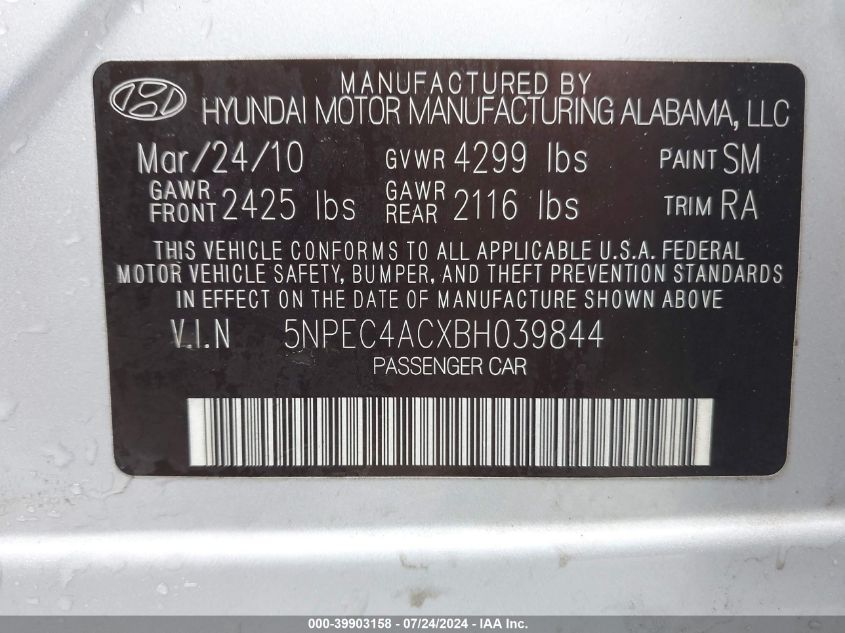 MANUFACTURED BY
HYUNDAI MOTOR MANUFACTURING ALABAMA, LLC
Mar/24/10 GVWR 4299 lbs PAINT SM
GAWR FRONT 2425 lbs GAWR REAR 2116 lbs TRIM RA
THIS VEHICLE CONFORMS TO ALL APPLICABLE U.S.A. FEDERAL
MOTOR VEHICLE SAFETY, BUMPER, AND THEFT PREVENTION STANDARDS
IN EFFECT ON THE DATE OF MANUFACTURE SHOWN ABOVE
V.I.N 5NPEC4ACXBH039844
PASSENGER CAR
000-39903158 - 07/24/2024 - IAA Inc.